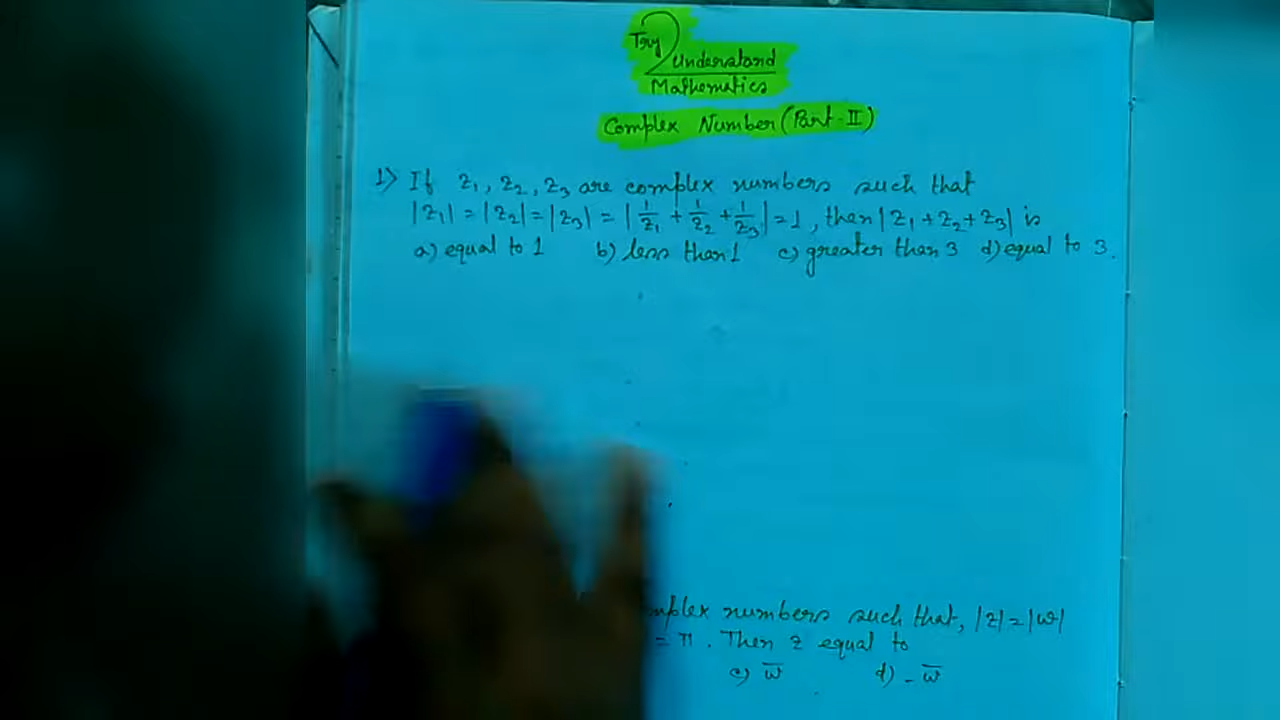 Try 2 Understand
Mathematics
Complex Number (Part-II)
1) If z₁, z₂, z₃ are complex numbers such that
|z₁| = |z₂| = |z₃| = |1/z₁ + 1/z₂ + 1/z₃| = 1, then |z₁ + z₂ + z₃| is
a) equal to 1 b) less than 1 c) greater than 3 d) equal to 3.
complex numbers such that, |z| = |w|
= π. Then z equal to
c) w̅ d) - w̅